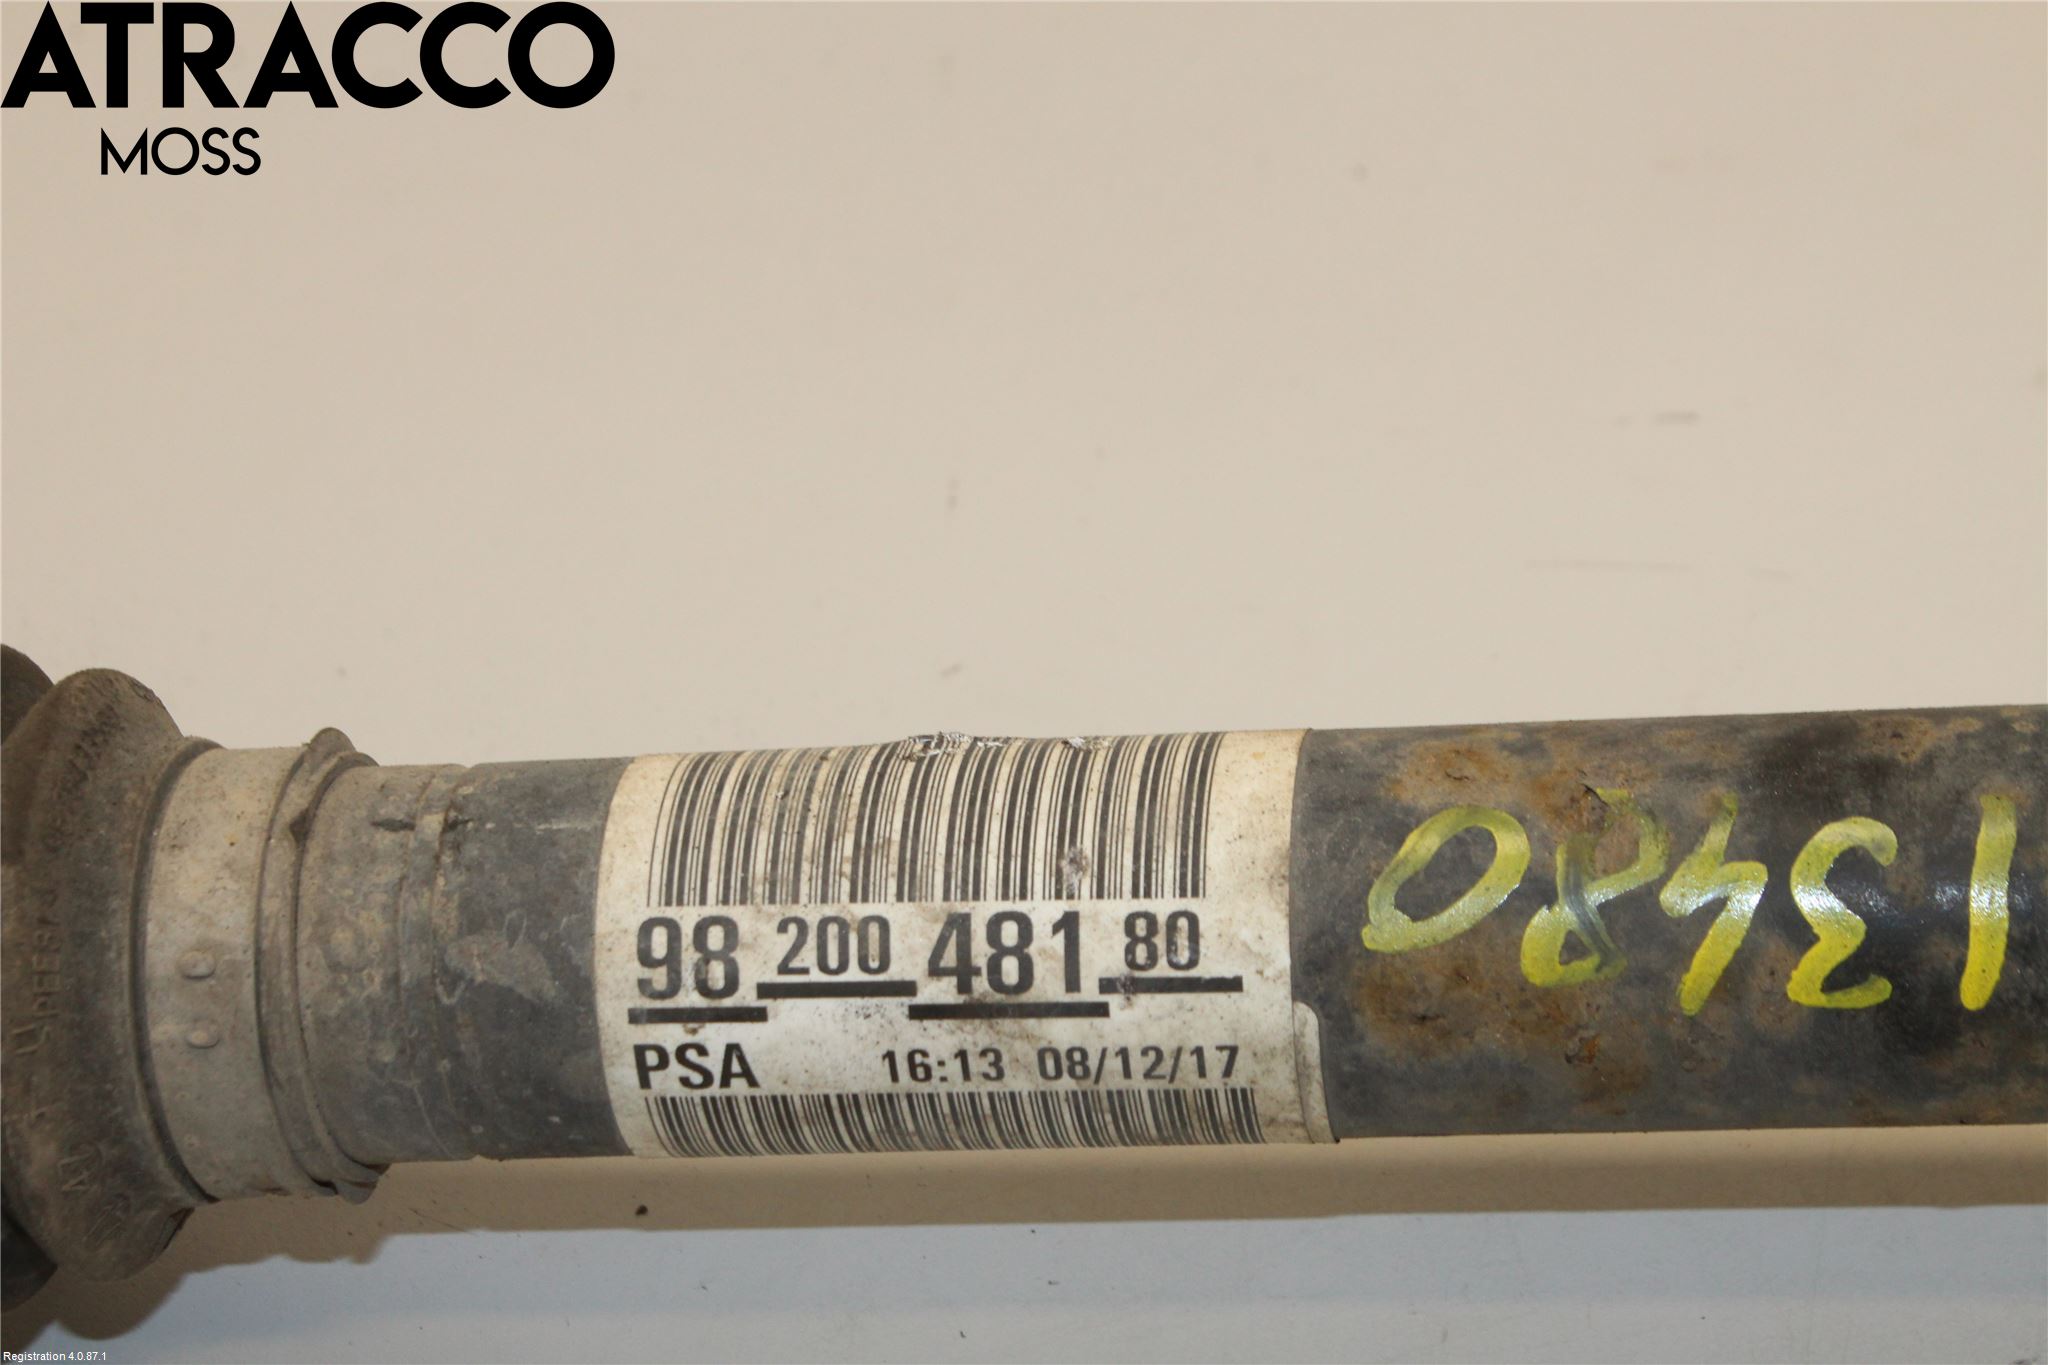 ATRACCO
MOSS
98 200 481 80
PSA 16:13 08/12/17
13480
Registration 4.0.87.1